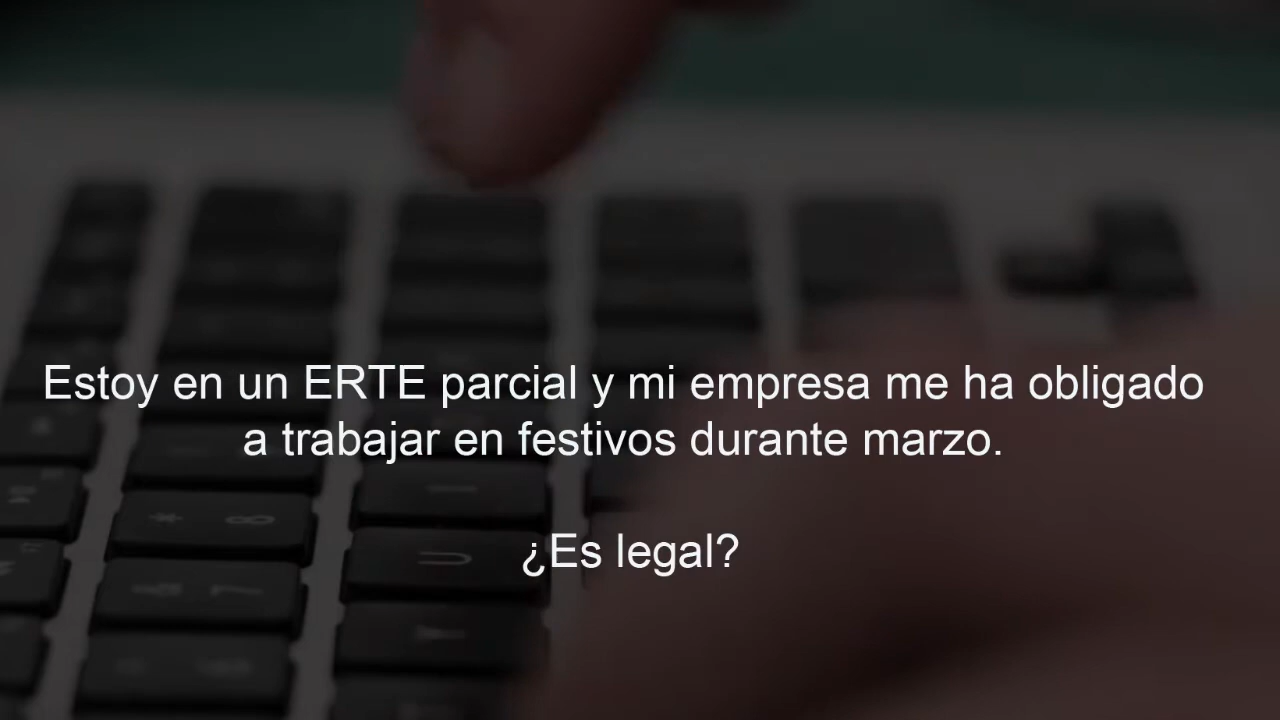 Estoy en un ERTE parcial y mi empresa me ha obligado
a trabajar en festivos durante marzo.
¿Es legal?